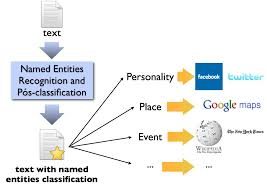 text
Named Entities
Recognition and
Pós-classification
text with named
entities classification
Personality
facebook
twitter
Place
Google maps
Event
WIKIPEDIA
The New York Times
...
...